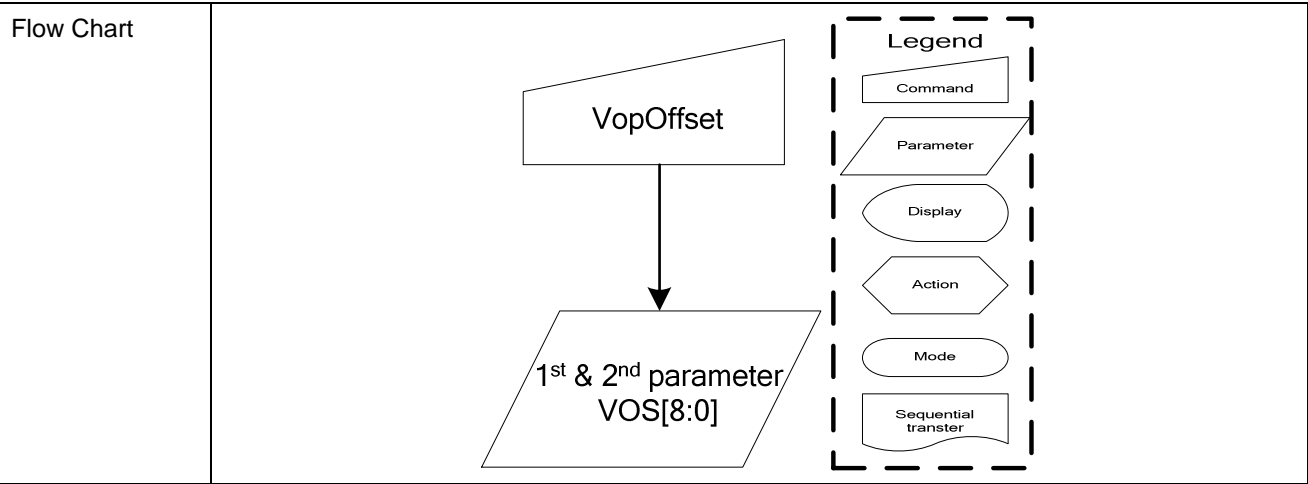 Flow Chart
VopOffset
1st & 2nd parameter
VOS[8:0]
Legend
Command
Parameter
Display
Action
Mode
Sequential
transter